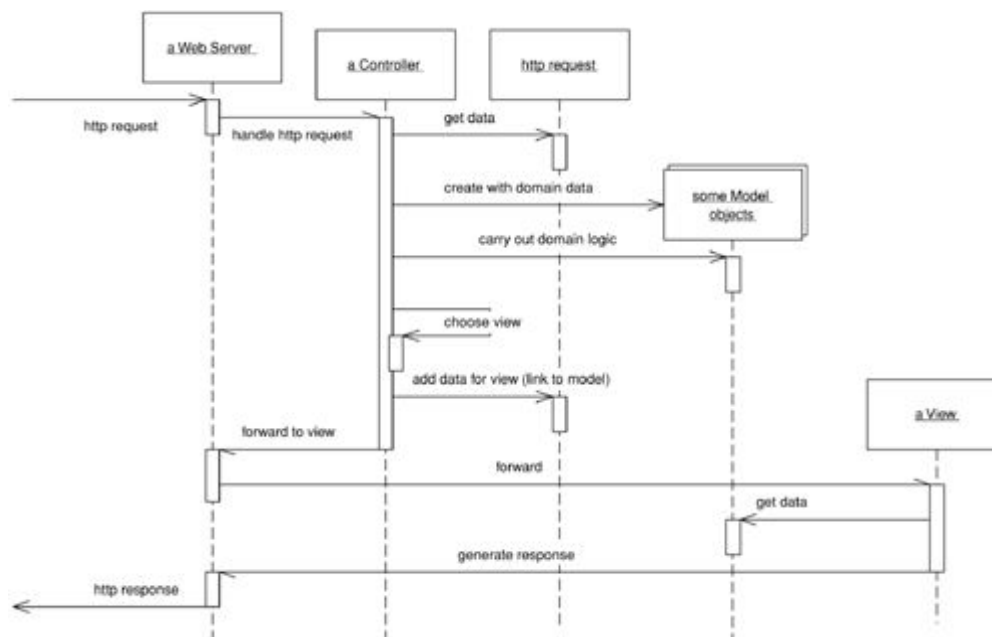 a Web Server
a Controller
http request
http request
handle http request
get data
create with domain data
some Model
objects
carry out domain logic
choose view
add data for view (link to model)
a View
forward to view
forward
get data
generate response
http response